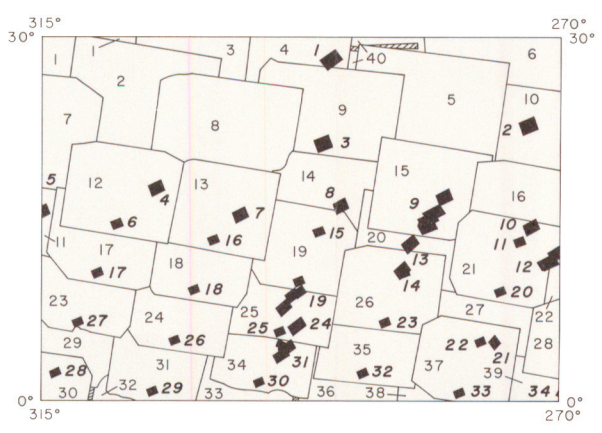 315° 270°
30° 30°
1 3 4 1 40 6
1 2 9 5 10
7 8 3 2
12 13 14 15 16
5 4 8 9
6 7 15 10
11 16 20 11
17 18 19 13 21 12
17 18 14 20
23 24 25 19 26 27 22
27 26 25 24 23 28
29 31 34 31 35 37 22 21
28 32 30 32 39
30 29 33 36 38 33 34
0° 0°
315° 270°